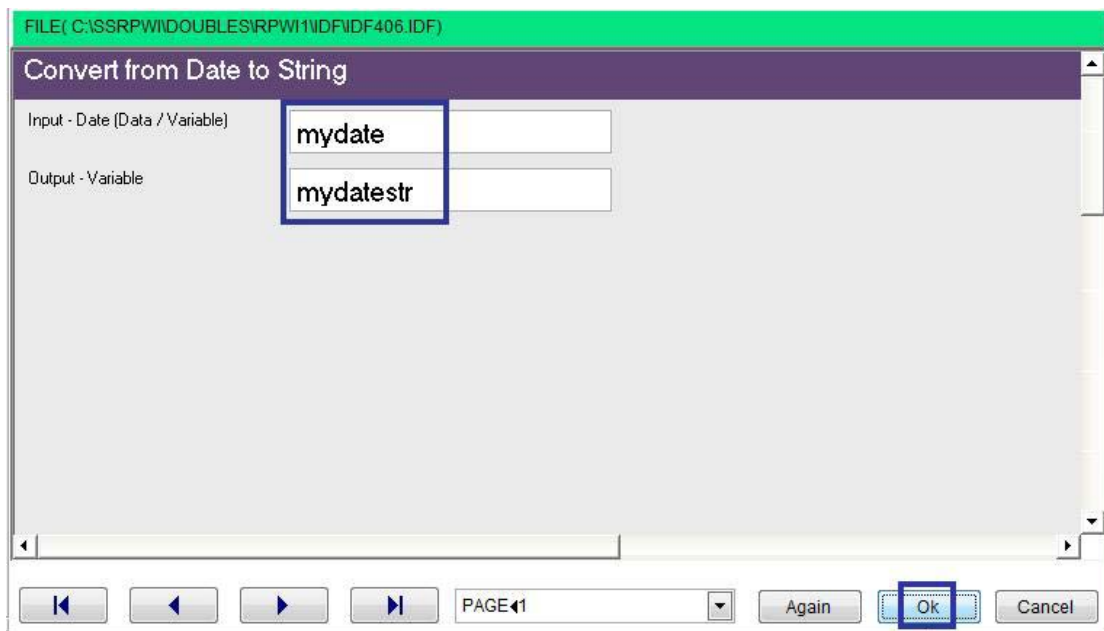 FILE( C:\SSRPWI\DOUBLES\RPWI1\IDF\IDF406.IDF)
Convert from Date to String
Input - Date (Data / Variable)
mydate
Output - Variable
mydatestr
PAGE 1
Again
Ok
Cancel